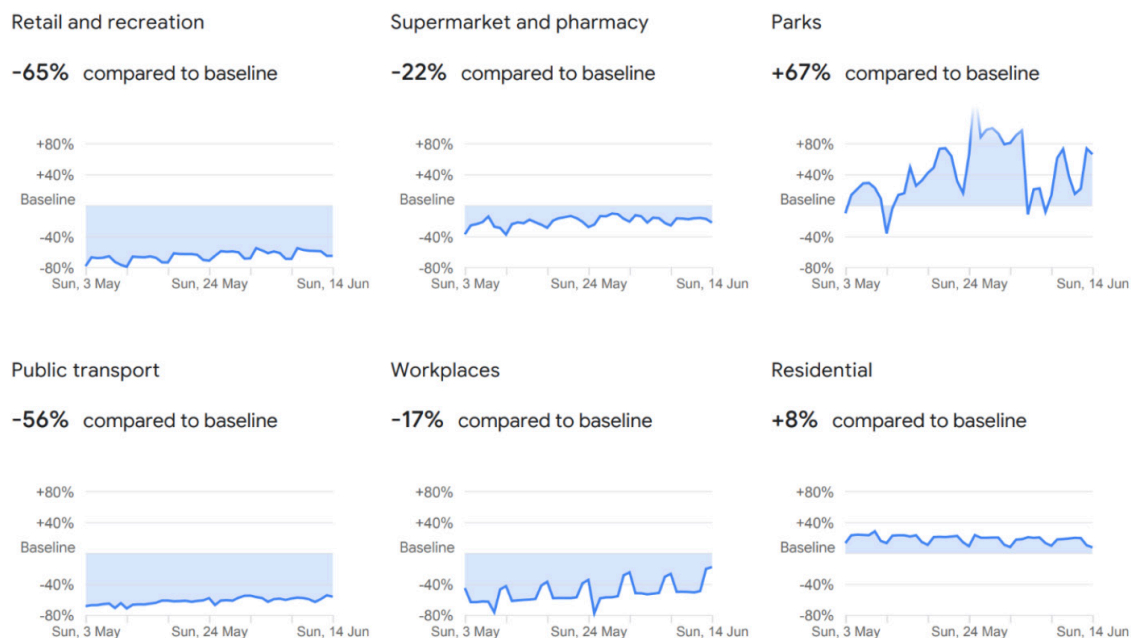 Retail and recreation
-65% compared to baseline
+80%
+40%
Baseline
-40%
-80%
Sun, 3 May Sun, 24 May Sun, 14 Jun
Supermarket and pharmacy
-22% compared to baseline
+80%
+40%
Baseline
-40%
-80%
Sun, 3 May Sun, 24 May Sun, 14 Jun
Parks
+67% compared to baseline
+80%
+40%
Baseline
-40%
-80%
Sun, 3 May Sun, 24 May Sun, 14 Jun
Public transport
-56% compared to baseline
+80%
+40%
Baseline
-40%
-80%
Sun, 3 May Sun, 24 May Sun, 14 Jun
Workplaces
-17% compared to baseline
+80%
+40%
Baseline
-40%
-80%
Sun, 3 May Sun, 24 May Sun, 14 Jun
Residential
+8% compared to baseline
+80%
+40%
Baseline
-40%
-80%
Sun, 3 May Sun, 24 May Sun, 14 Jun